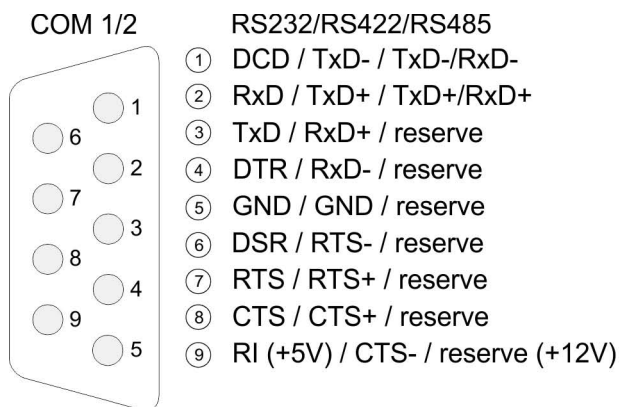 COM 1/2
RS232/RS422/RS485
1 DCD / TxD- / TxD-/RxD-
2 RxD / TxD+ / TxD+/RxD+
3 TxD / RxD+ / reserve
4 DTR / RxD- / reserve
5 GND / GND / reserve
6 DSR / RTS- / reserve
7 RTS / RTS+ / reserve
8 CTS / CTS+ / reserve
9 RI (+5V) / CTS- / reserve (+12V)
1
6
2
7
3
8
4
9
5